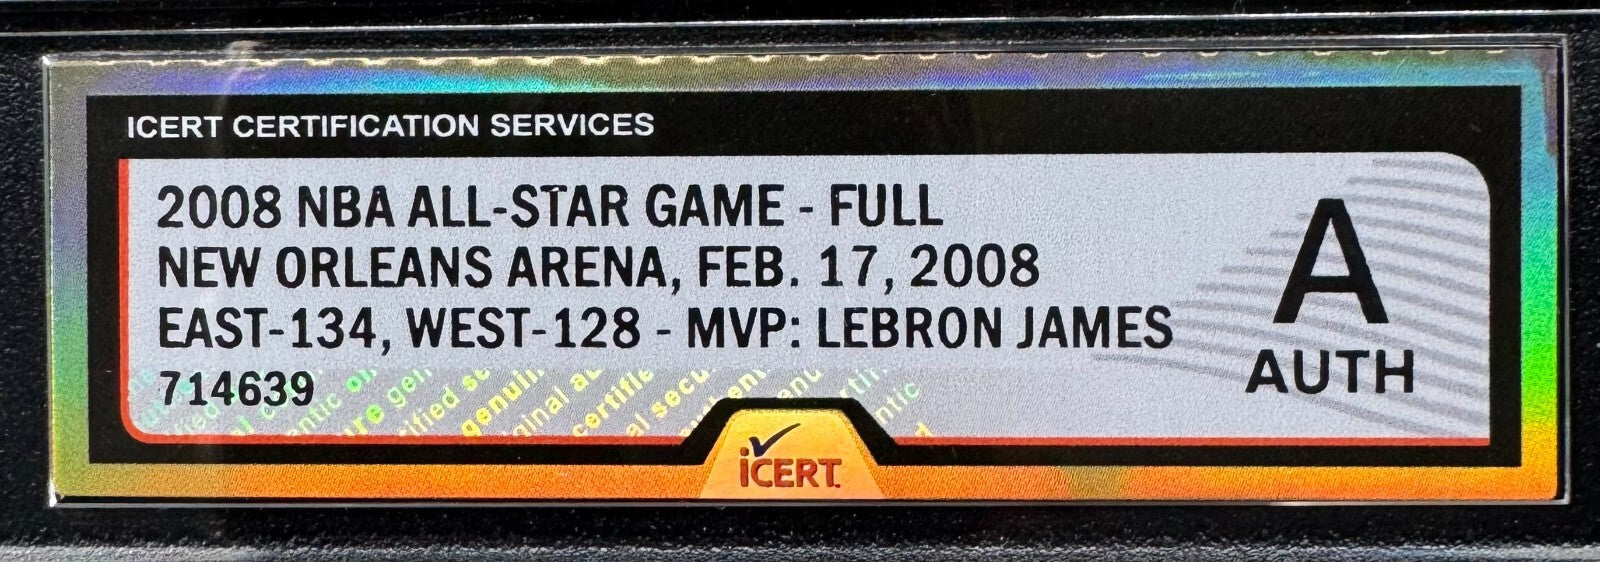 ICERT CERTIFICATION SERVICES
2008 NBA ALL-STAR GAME - FULL
NEW ORLEANS ARENA, FEB. 17, 2008
EAST-134, WEST-128 - MVP: LEBRON JAMES
714639
A
AUTH
iCERT